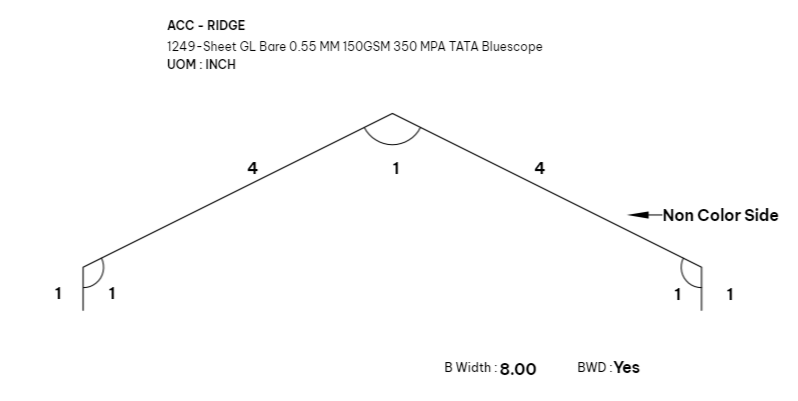 ACC - RIDGE
1249-Sheet GL Bare 0.55 MM 150GSM 350 MPA TATA Bluescope
UOM : INCH
4
1
4
Non Color Side
1
1
1
1
B Width : 8.00
BWD : Yes